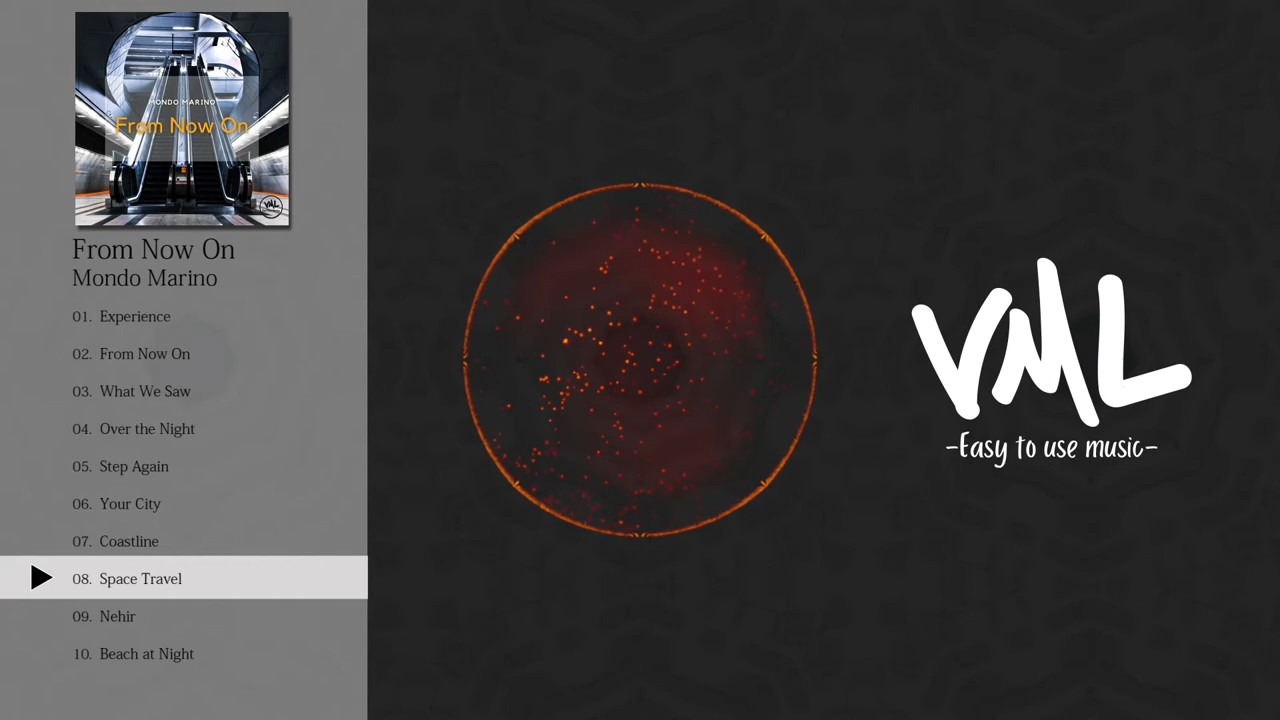 MONDO MARINO
From Now On
VML
From Now On
Mondo Marino
01. Experience
02. From Now On
03. What We Saw
04. Over the Night
05. Step Again
06. Your City
07. Coastline
08. Space Travel
09. Nehir
10. Beach at Night
VML
-Easy to use music-